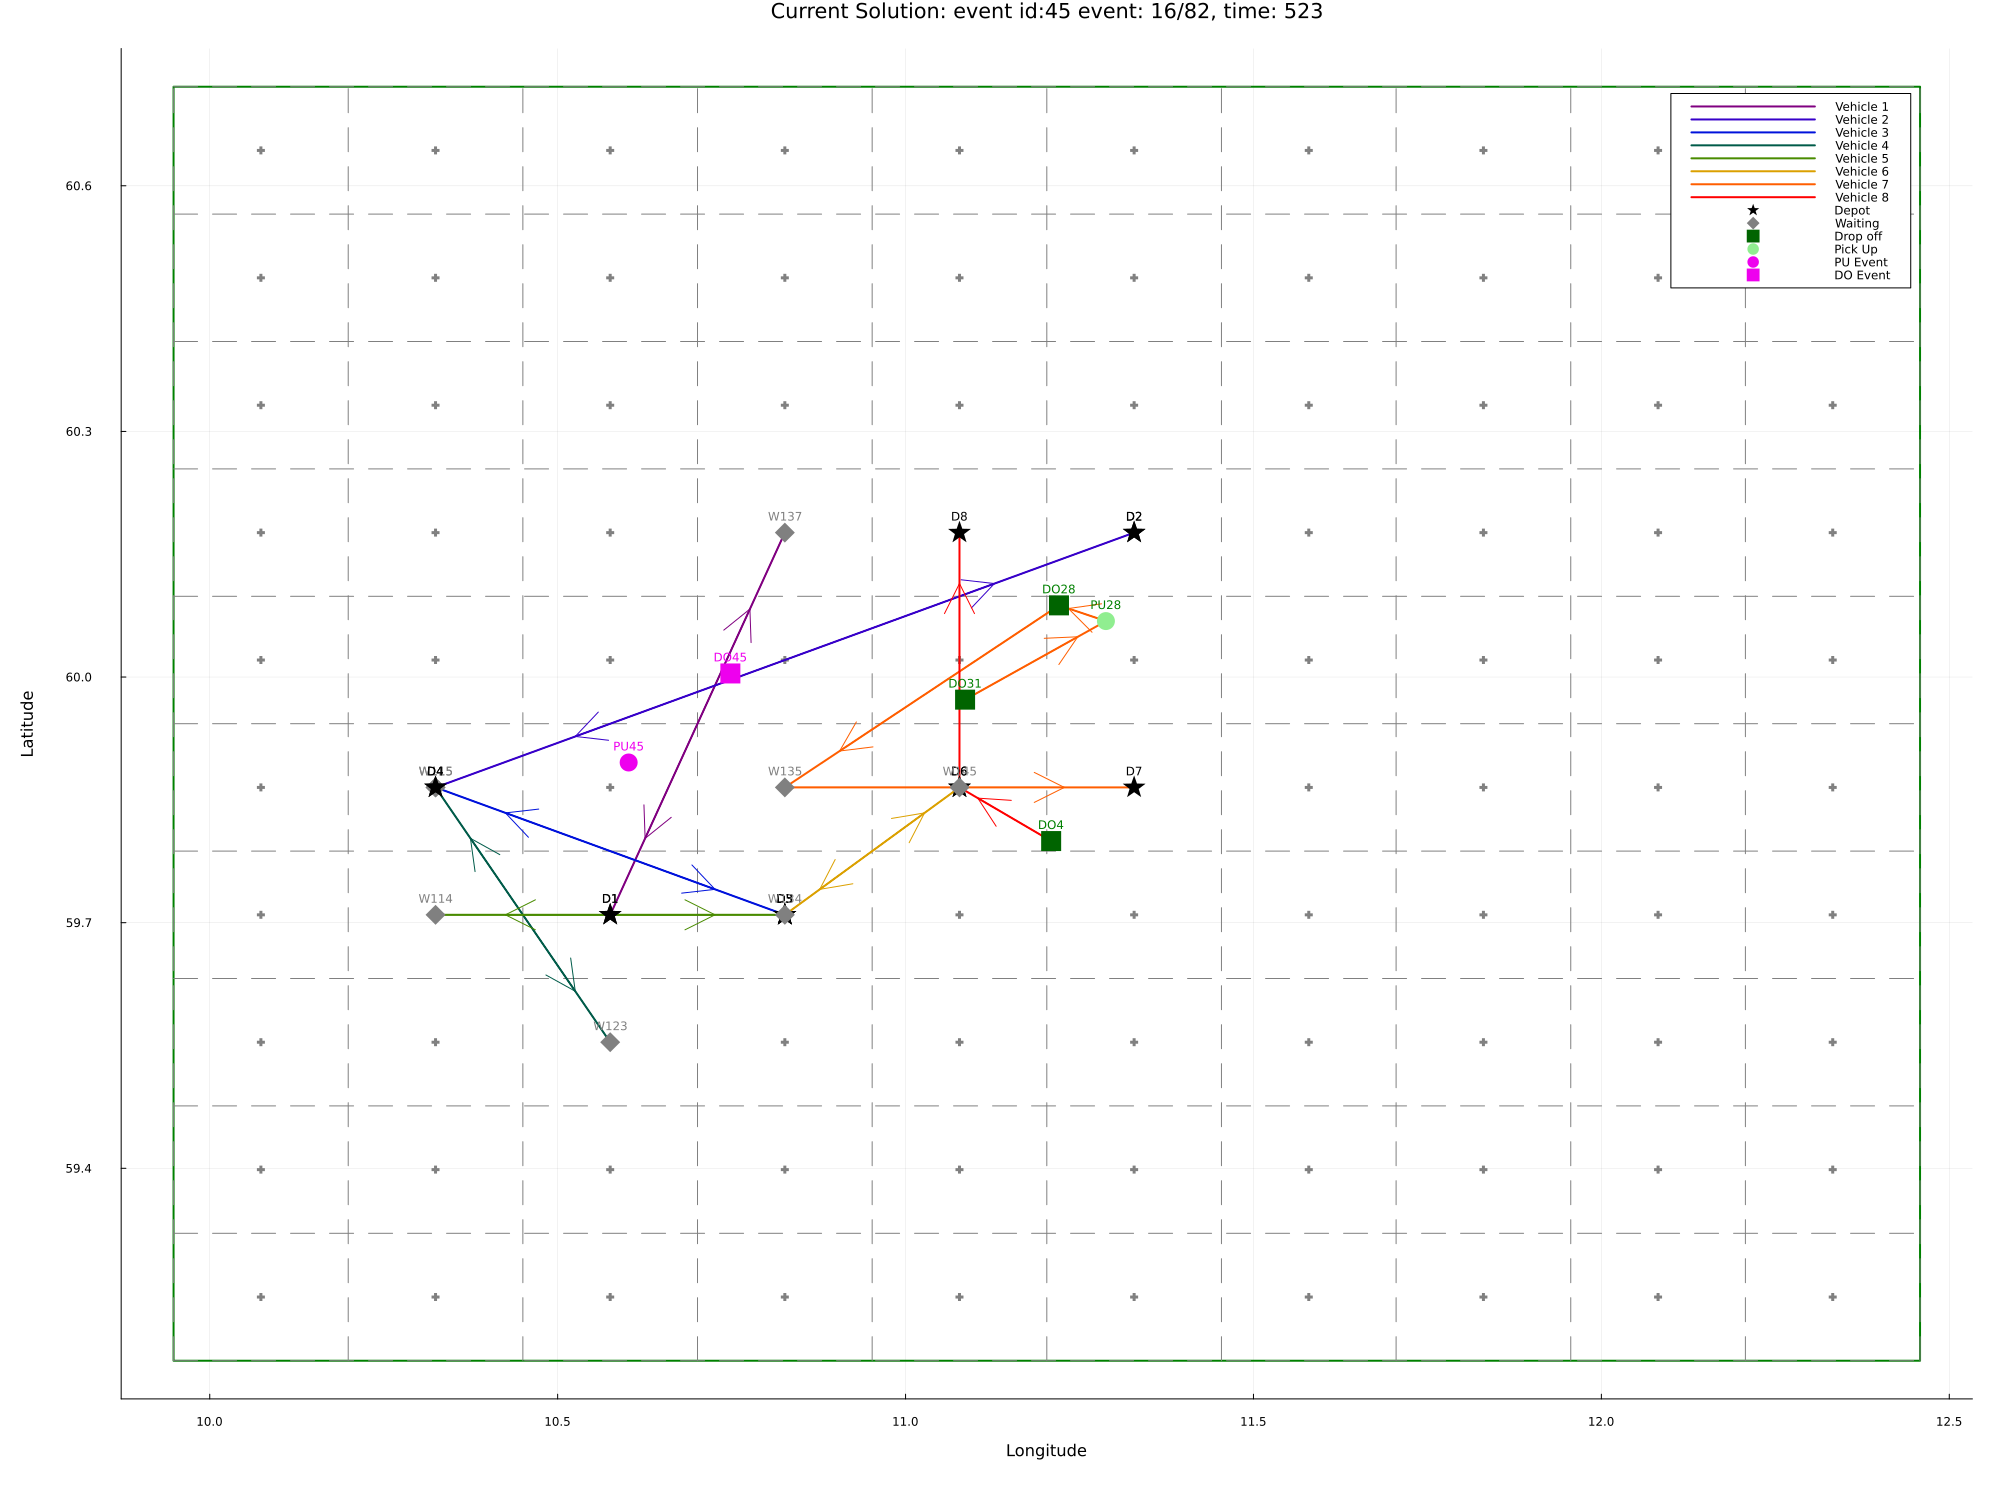 Current Solution: event id:45 event: 16/82, time: 523
Vehicle 1
Vehicle 2
Vehicle 3
Vehicle 4
Vehicle 5
Vehicle 6
Vehicle 7
Vehicle 8
Depot
Waiting
Drop off
Pick Up
PU Event
DO Event
60.6
60.3
60.0
59.7
59.4
Latitude
W137
D8
D2
DO28
PU28
DO45
DO31
PU45
D4
W135
D6
D7
DO4
W114
D1
W123
10.0
10.5
11.0
11.5
12.0
12.5
Longitude